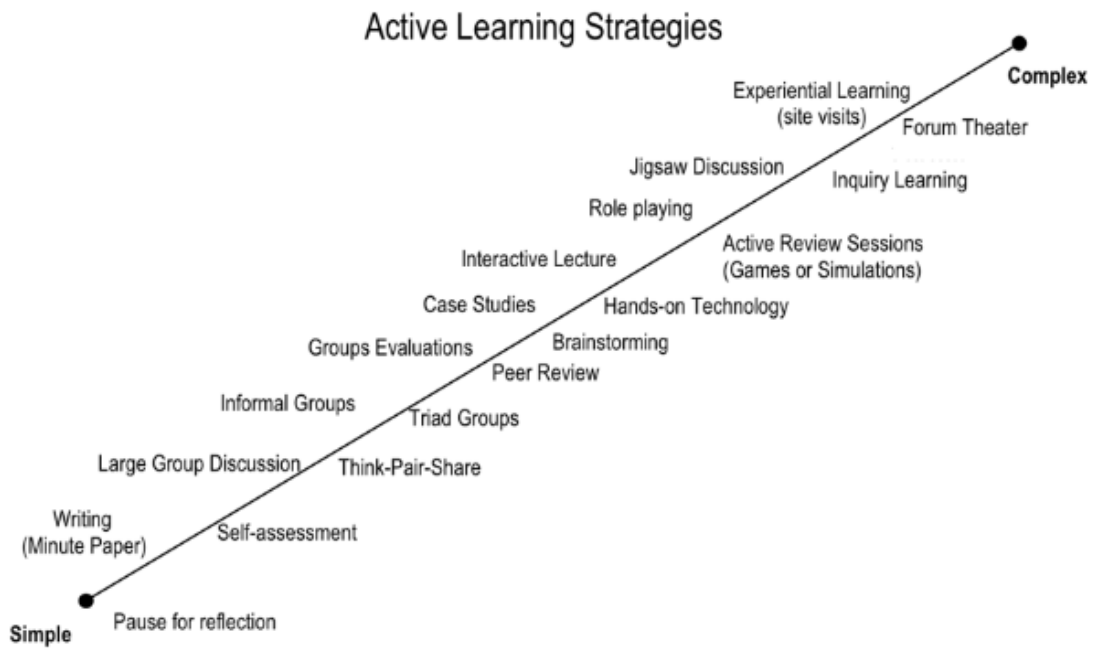 Active Learning Strategies
Complex
Experiential Learning
(site visits)
Forum Theater
Jigsaw Discussion
Inquiry Learning
Role playing
Active Review Sessions
(Games or Simulations)
Interactive Lecture
Case Studies
Hands-on Technology
Brainstorming
Groups Evaluations
Peer Review
Informal Groups
Triad Groups
Large Group Discussion
Think-Pair-Share
Writing
(Minute Paper)
Self-assessment
Simple
Pause for reflection